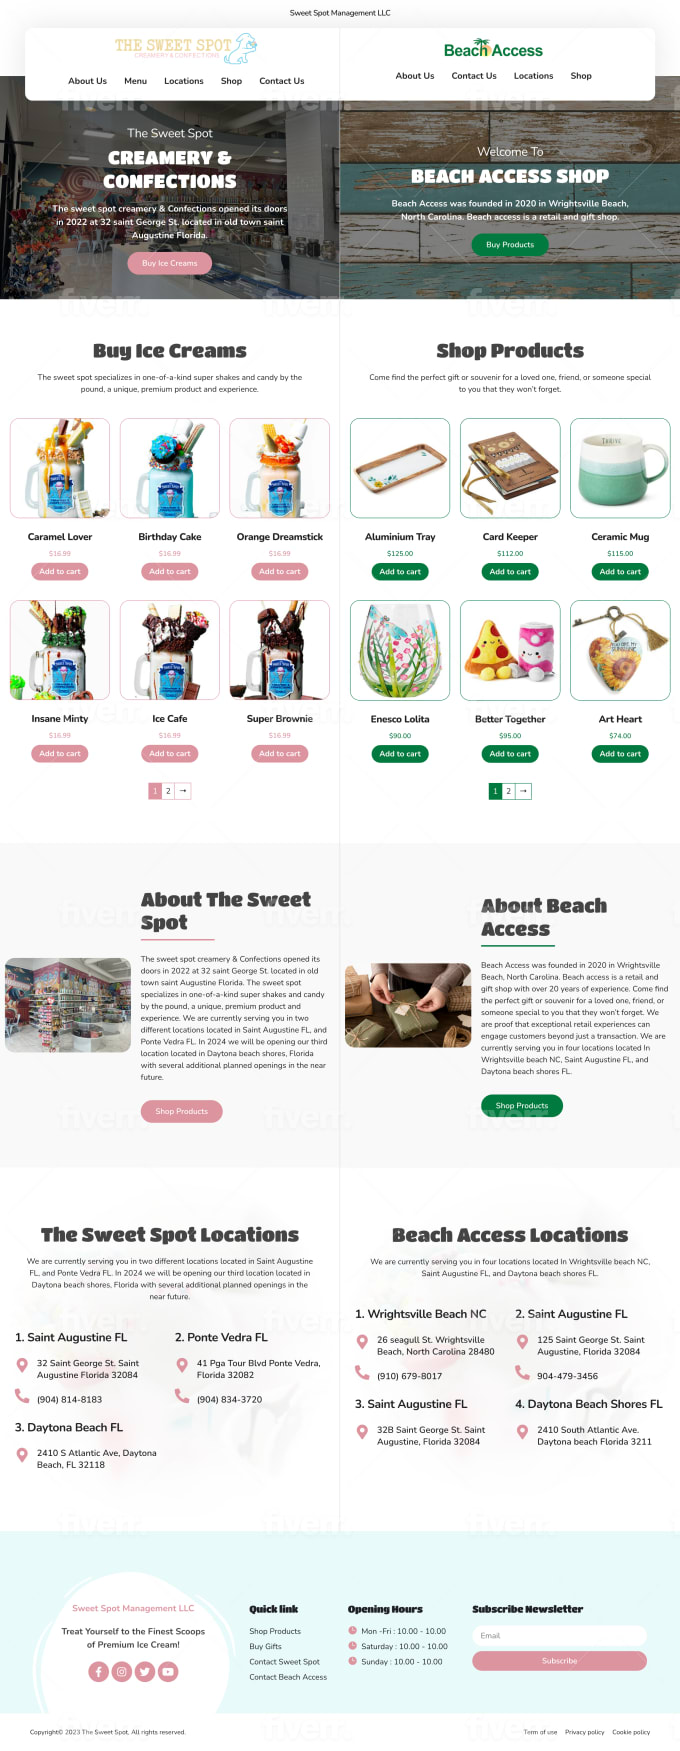 Sweet Spot Management LLC
THE SWEET SPOT
CREAMERY & CONFECTIONS
About Us Menu Locations Shop Contact Us
BeachAccess
About Us Contact Us Locations Shop
The Sweet Spot
CREAMERY &
CONFECTIONS
The sweet spot creamery & Confections opened its doors
in 2022 at 32 saint George St. located in old town saint
Augustine Florida.
Buy Ice Creams
Welcome To
BEACH ACCESS SHOP
Beach Access was founded in 2020 in Wrightsville Beach,
North Carolina. Beach access is a retail and gift shop.
Buy Products
Buy Ice Creams
The sweet spot specializes in one-of-a-kind super shakes and candy by the
pound, a unique, premium product and experience.
Caramel Lover Birthday Cake Orange Dreamstick
$16.99 $16.99 $16.99
Add to cart Add to cart Add to cart
Insane Minty Ice Cafe Super Brownie
$16.99 $16.99 $16.99
Add to cart Add to cart Add to cart
1 2 →
Shop Products
Come find the perfect gift or souvenir for a loved one, friend, or someone special
to you that they won't forget.
THRIVE
Aluminium Tray Card Keeper Ceramic Mug
$125.00 $112.00 $115.00
Add to cart Add to cart Add to cart
Enesco Lolita Better Together Art Heart
$90.00 $95.00 $74.00
Add to cart Add to cart Add to cart
1 2 →
About The Sweet
Spot
The sweet spot creamery & Confections opened its
doors in 2022 at 32 saint George St. located in old
town saint Augustine Florida. The sweet spot
specializes in one-of-a-kind super shakes and candy
by the pound, a unique, premium product and
experience. We are currently serving you in two
different locations located in Saint Augustine FL, and
Ponte Vedra FL. In 2024 we will be opening our third
location located in Daytona beach shores, Florida
with several additional planned openings in the near
future.
Shop Products
About Beach
Access
Beach Access was founded in 2020 in Wrightsville
Beach, North Carolina. Beach access is a retail and
gift shop with over 20 years of experience. Come find
the perfect gift or souvenir for a loved one, friend, or
someone special to you that they won't forget. We
are proof that exceptional retail experiences can
engage customers beyond just a transaction. We are
currently serving you in four locations located In
Wrightsville beach NC, Saint Augustine FL, and
Daytona beach shores FL.
Shop Products
The Sweet Spot Locations
We are currently serving you in two different locations located in Saint Augustine
FL, and Ponte Vedra FL. In 2024 we will be opening our third location located in
Daytona beach shores, Florida with several additional planned openings in the
near future.
1. Saint Augustine FL
32 Saint George St. Saint
Augustine Florida 32084
(904) 814-8183
2. Ponte Vedra FL
41 Pga Tour Blvd Ponte Vedra,
Florida 32082
(904) 834-3720
3. Daytona Beach FL
2410 S Atlantic Ave, Daytona
Beach, FL 32118
Beach Access Locations
We are currently serving you in four locations located In Wrightsville beach NC,
Saint Augustine FL, and Daytona beach shores FL.
1. Wrightsville Beach NC
26 seagull St. Wrightsville
Beach, North Carolina 28480
(910) 679-8017
2. Saint Augustine FL
125 Saint George St. Saint
Augustine, Florida 32084
904-479-3456
3. Saint Augustine FL
32B Saint George St. Saint
Augustine, Florida 32084
4. Daytona Beach Shores FL
2410 South Atlantic Ave.
Daytona beach Florida 3211
Sweet Spot Management LLC
Treat Yourself to the Finest Scoops
of Premium Ice Cream!
Quick link
Shop Products
Buy Gifts
Contact Sweet Spot
Contact Beach Access
Opening Hours
Mon -Fri : 10.00 - 10.00
Saturday : 10.00 - 10.00
Sunday : 10.00 - 10.00
Subscribe Newsletter
Email
Subscribe
Copyright© 2023 The Sweet Spot. All rights reserved.
Term of use Privacy policy Cookie policy